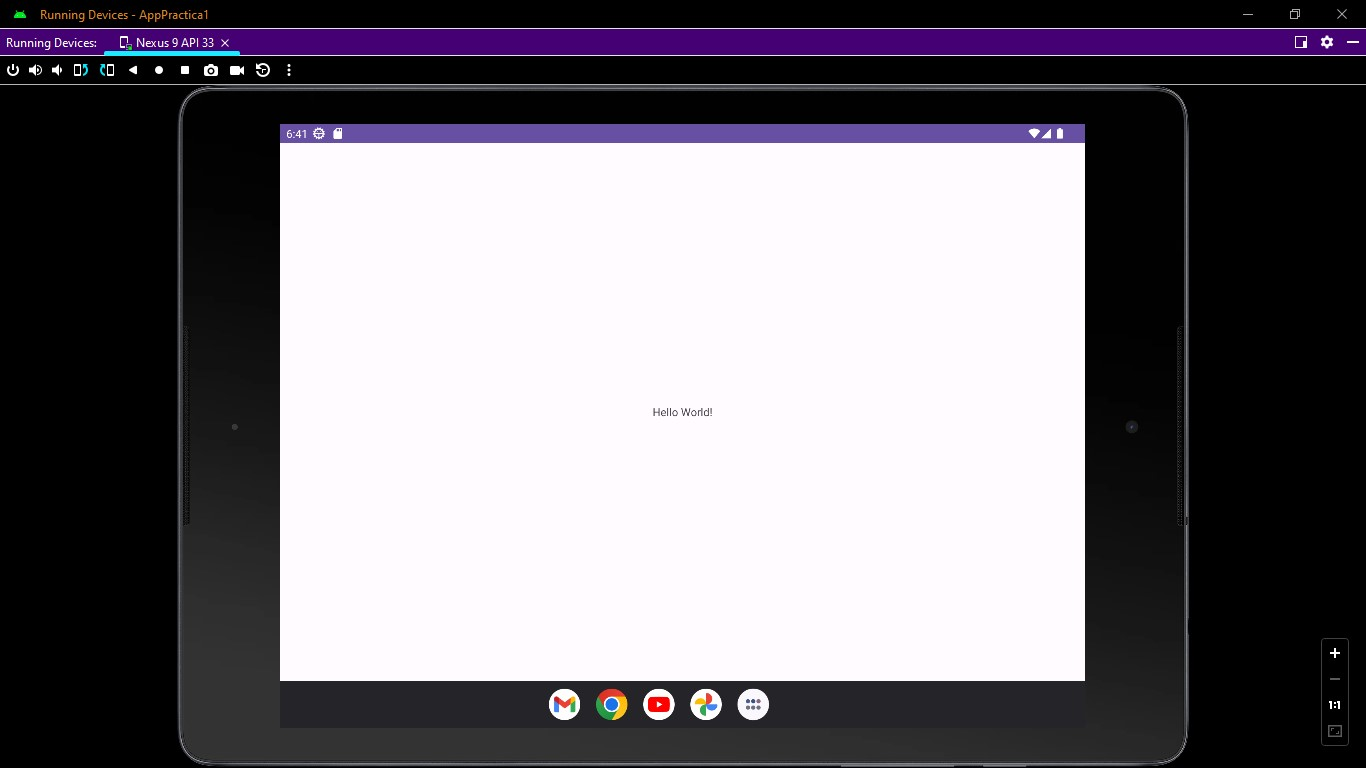 Running Devices - AppPractica1
Running Devices:
Nexus 9 API 33
6:41
Hello World!
1:1